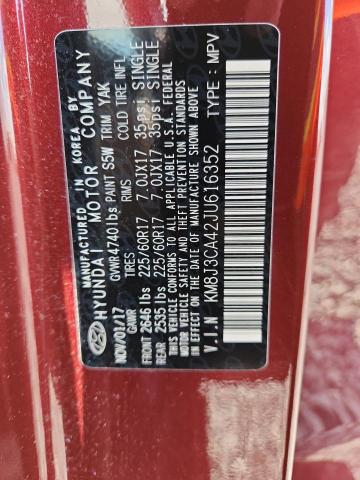 MANUFACTURED IN KOREA BY
HYUNDAI MOTOR COMPANY
NOV/01/17 GVWR 4740 lbs PAINT S5W TRIM YAK
GAWR TIRES RIMS COLD TIRE INFL
FRONT 2646 lbs 225/60R17 7.0JX17 35psi SINGLE
REAR 2535 lbs 225/60R17 7.0JX17 35psi SINGLE
THIS VEHICLE CONFORMS TO ALL APPLICABLE U.S.A. FEDERAL
MOTOR VEHICLE SAFETY AND THEFT PREVENTION STANDARDS
IN EFFECT ON THE DATE OF MANUFACTURE SHOWN ABOVE.
V.I.N KM8J3CA42JU616352 TYPE : MPV